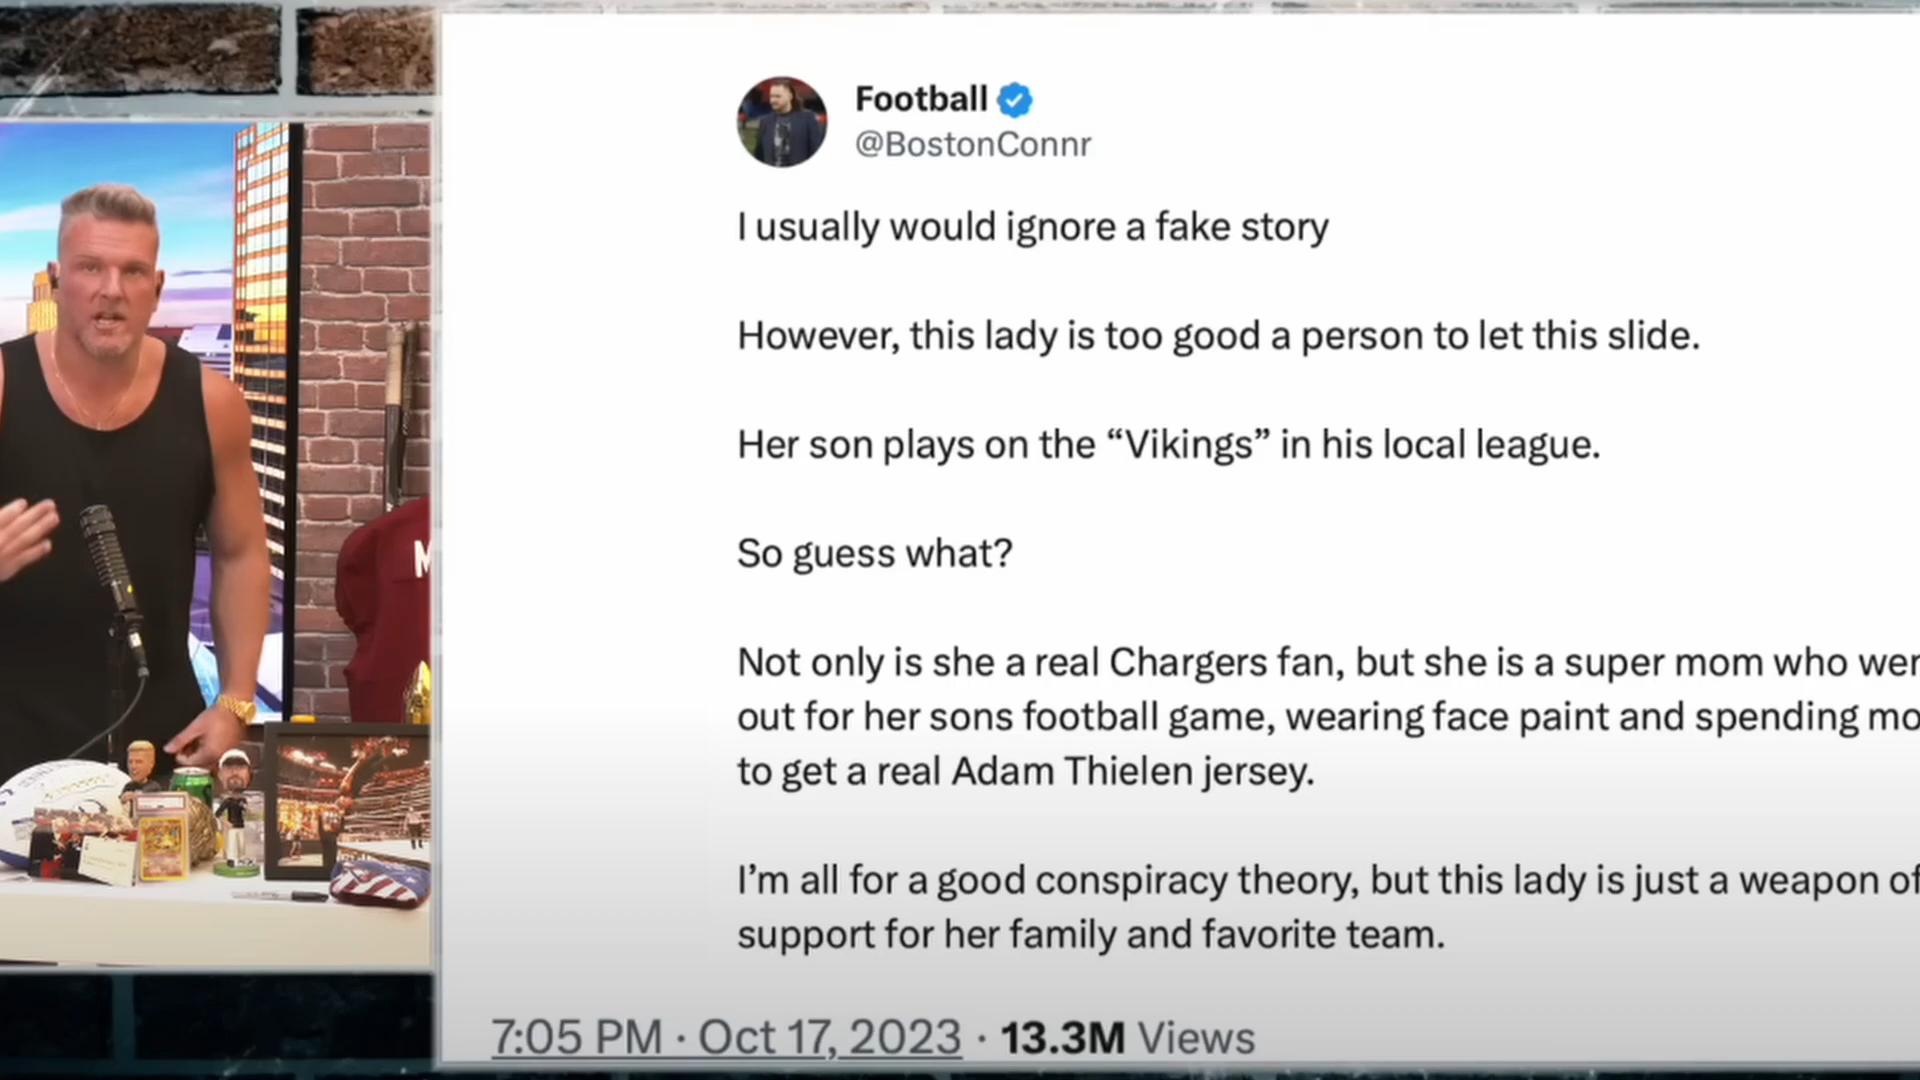 Football
@BostonConnr
I usually would ignore a fake story
However, this lady is too good a person to let this slide.
Her son plays on the “Vikings” in his local league.
So guess what?
Not only is she a real Chargers fan, but she is a super mom who
out for her sons football game, wearing face paint and spending
to get a real Adam Thielen jersey.
I’m all for a good conspiracy theory, but this lady is just a weapon of
support for her family and favorite team.
7:05 PM · Oct 17, 2023 · 13.3M Views
M